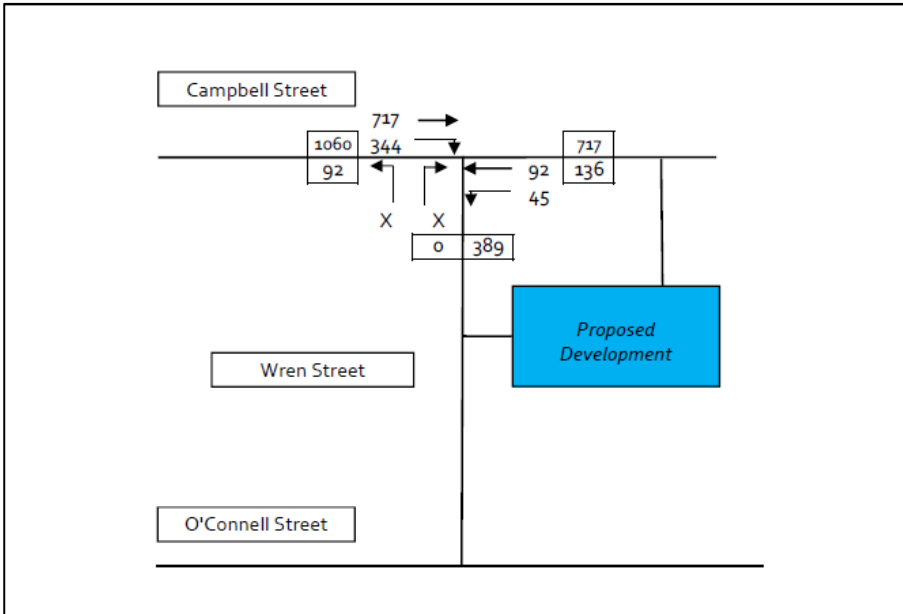 Campbell Street
717
1060 344 717
92 92 136
45
X X
0 389
Proposed
Development
Wren Street
O'Connell Street